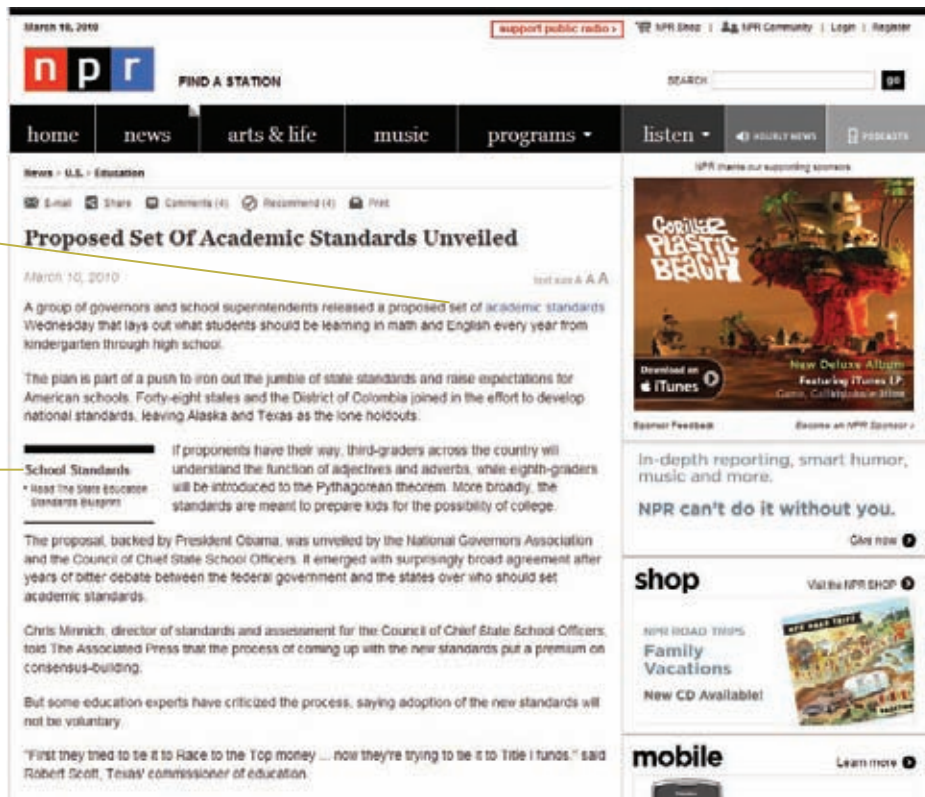 March 10, 2010
support public radio > NPR Shop | NPR Community | Login | Register
npr
FIND A STATION
SEARCH go
home news arts & life music programs listen HOURLY NEWS PODCASTS
News > U.S. > Education
E-mail Share Comments (4) Recommend (4) Print
Proposed Set Of Academic Standards Unveiled
March 10, 2010
text size A A A
A group of governors and school superintendents released a proposed set of academic standards
Wednesday that lays out what students should be learning in math and English every year from
kindergarten through high school.
The plan is part of a push to iron out the jumble of state standards and raise expectations for
American schools. Forty-eight states and the District of Colombia joined in the effort to develop
national standards, leaving Alaska and Texas as the lone holdouts.
School Standards
• Read The State Education
Standards Blueprint
If proponents have their way, third-graders across the country will
understand the function of adjectives and adverbs, while eighth-graders
will be introduced to the Pythagorean theorem. More broadly, the
standards are meant to prepare kids for the possibility of college.
The proposal, backed by President Obama, was unveiled by the National Governors Association
and the Council of Chief State School Officers. It emerged with surprisingly broad agreement after
years of bitter debate between the federal government and the states over who should set
academic standards.
Chris Minnich, director of standards and assessment for the Council of Chief State School Officers,
told The Associated Press that the process of coming up with the new standards put a premium on
consensus-building.
But some education experts have criticized the process, saying adoption of the new standards will
not be voluntary.
"First they tried to tie it to Race to the Top money ... now they're trying to tie it to Title I funds," said
Robert Scott, Texas' commissioner of education.
NPR thanks our supporting sponsors
GORILLAZ
PLASTIC
BEACH
Download on
iTunes
New Deluxe Album
Featuring iTunes LP
Sponsor Feedback
Become an NPR Sponsor >
In-depth reporting, smart humor,
music and more.
NPR can't do it without you.
Give now
shop
Visit the NPR SHOP
NPR ROAD TRIPS
Family
Vacations
New CD Available!
NPR ROAD TRIPS
mobile
Learn more